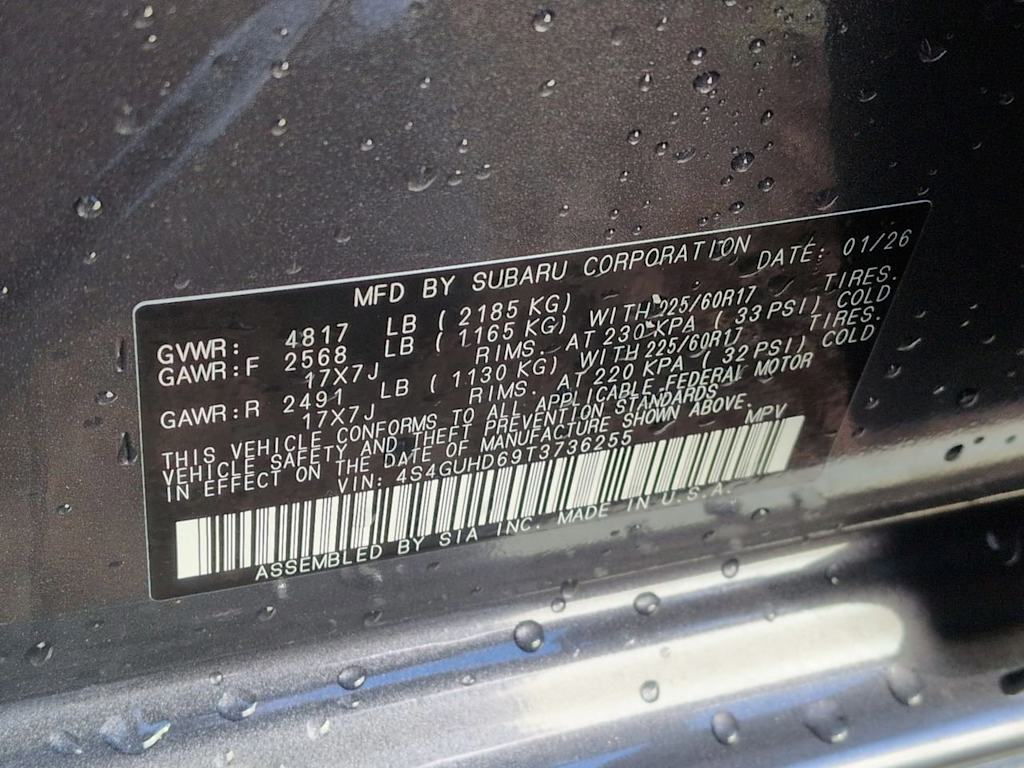 MFD BY SUBARU CORPORATION DATE: 01/26
GVWR: 4817 LB ( 2185 KG)
GAWR:F 2568 LB ( 1165 KG) WITH 225/60R17 TIRES.
17X7J RIMS. AT 230 KPA ( 33 PSI) COLD
GAWR:R 2491 LB ( 1130 KG) WITH 225/60R17 TIRES.
17X7J RIMS. AT 220 KPA ( 32 PSI) COLD
THIS VEHICLE CONFORMS TO ALL APPLICABLE FEDERAL MOTOR
VEHICLE SAFETY AND THEFT PREVENTION STANDARDS
IN EFFECT ON THE DATE OF MANUFACTURE SHOWN ABOVE.
VIN: 4S4GUHD69T3736255 MPV
ASSEMBLED BY SIA INC. MADE IN U.S.A.